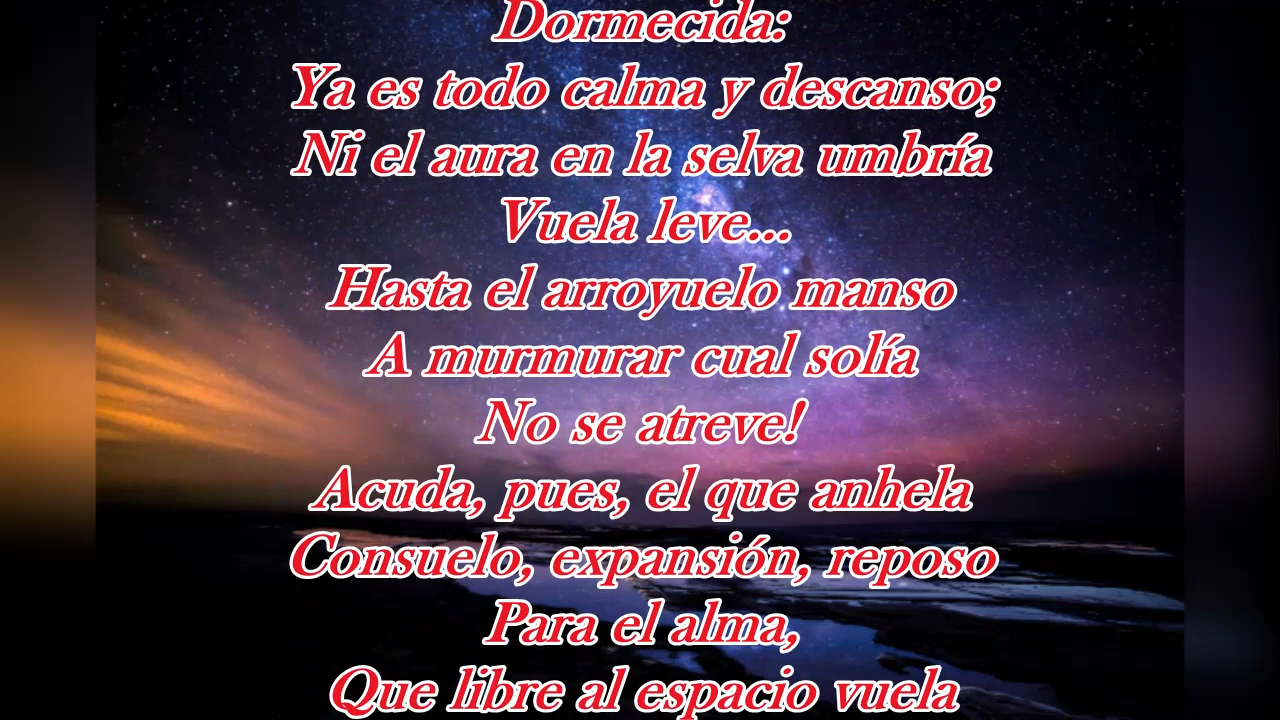 Dormecida:
Ya es todo calma y descanso;
Ni el aura en la selva umbría
Vuela leve...
Hasta el arroyuelo manso
A murmurar cual solía
No se atreve!
Acuda, pues, el que anhela
Consuelo, expansión, reposo
Para el alma,
Que libre al espacio vuela